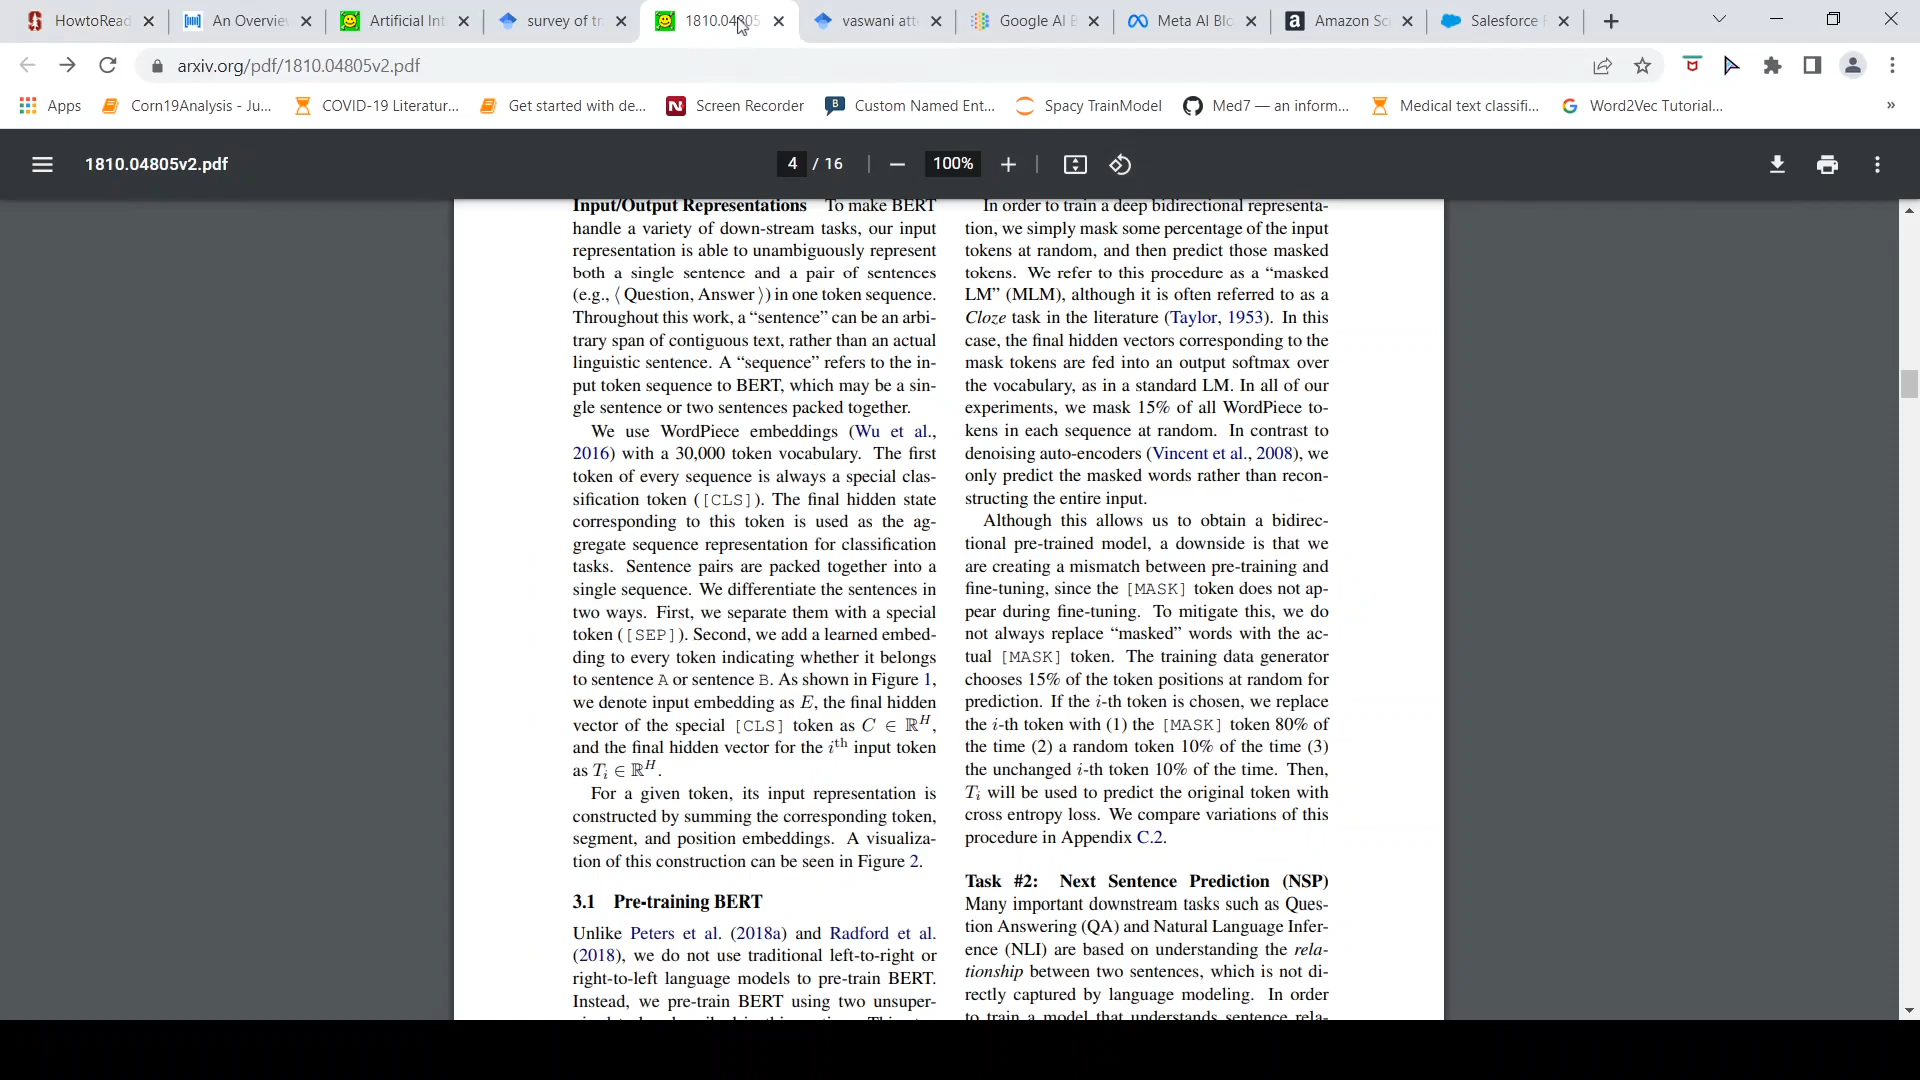 HowtoRead
An Overvie
Artificial Int
survey of tr
1810.04805
vaswani att
Google AI B
Meta AI Blo
Amazon Sc
Salesforce
arxiv.org/pdf/1810.04805v2.pdf
Apps
Corn19Analysis - Ju...
COVID-19 Literatur...
Get started with de...
Screen Recorder
Custom Named Ent...
Spacy TrainModel
Med7 — an inform...
Medical text classifi...
Word2Vec Tutorial...
»
1810.04805v2.pdf
4 / 16
100%
Input/Output Representations To make BERT
handle a variety of down-stream tasks, our input
representation is able to unambiguously represent
both a single sentence and a pair of sentences
(e.g., ⟨ Question, Answer ⟩) in one token sequence.
Throughout this work, a “sentence” can be an arbi-
trary span of contiguous text, rather than an actual
linguistic sentence. A “sequence” refers to the in-
put token sequence to BERT, which may be a sin-
gle sentence or two sentences packed together.
We use WordPiece embeddings (Wu et al.,
2016) with a 30,000 token vocabulary. The first
token of every sequence is always a special clas-
sification token ([CLS]). The final hidden state
corresponding to this token is used as the ag-
gregate sequence representation for classification
tasks. Sentence pairs are packed together into a
single sequence. We differentiate the sentences in
two ways. First, we separate them with a special
token ([SEP]). Second, we add a learned embed-
ding to every token indicating whether it belongs
to sentence A or sentence B. As shown in Figure 1,
we denote input embedding as E, the final hidden
vector of the special [CLS] token as C ∈ ℝᴴ,
and the final hidden vector for the iᵗʰ input token
as Tᵢ ∈ ℝᴴ.
For a given token, its input representation is
constructed by summing the corresponding token,
segment, and position embeddings. A visualiza-
tion of this construction can be seen in Figure 2.
3.1 Pre-training BERT
Unlike Peters et al. (2018a) and Radford et al.
(2018), we do not use traditional left-to-right or
right-to-left language models to pre-train BERT.
Instead, we pre-train BERT using two unsuper-
In order to train a deep bidirectional representa-
tion, we simply mask some percentage of the input
tokens at random, and then predict those masked
tokens. We refer to this procedure as a “masked
LM” (MLM), although it is often referred to as a
Cloze task in the literature (Taylor, 1953). In this
case, the final hidden vectors corresponding to the
mask tokens are fed into an output softmax over
the vocabulary, as in a standard LM. In all of our
experiments, we mask 15% of all WordPiece to-
kens in each sequence at random. In contrast to
denoising auto-encoders (Vincent et al., 2008), we
only predict the masked words rather than recon-
structing the entire input.
Although this allows us to obtain a bidirec-
tional pre-trained model, a downside is that we
are creating a mismatch between pre-training and
fine-tuning, since the [MASK] token does not ap-
pear during fine-tuning. To mitigate this, we do
not always replace “masked” words with the ac-
tual [MASK] token. The training data generator
chooses 15% of the token positions at random for
prediction. If the i-th token is chosen, we replace
the i-th token with (1) the [MASK] token 80% of
the time (2) a random token 10% of the time (3)
the unchanged i-th token 10% of the time. Then,
Tᵢ will be used to predict the original token with
cross entropy loss. We compare variations of this
procedure in Appendix C.2.
Task #2: Next Sentence Prediction (NSP)
Many important downstream tasks such as Ques-
tion Answering (QA) and Natural Language Infer-
ence (NLI) are based on understanding the rela-
tionship between two sentences, which is not di-
rectly captured by language modeling. In order
to train a model that understands sentence rela-